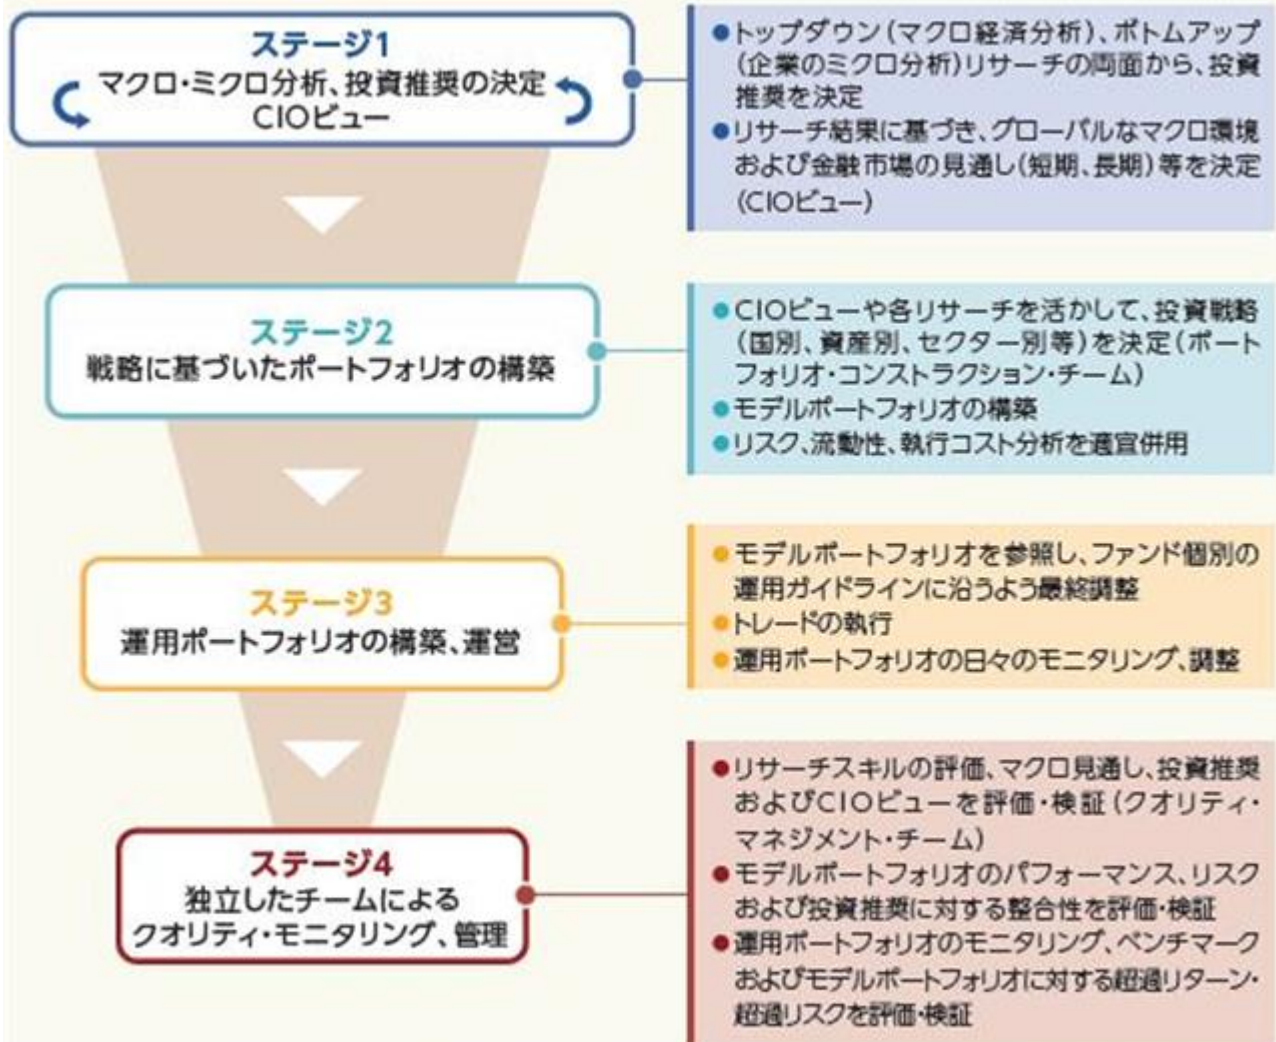 ステージ1
マクロ・ミクロ分析、投資推奨の決定
CIOビュー
●トップダウン(マクロ経済分析)、ボトムアップ
(企業のミクロ分析)リサーチの両面から、投資
推奨を決定
●リサーチ結果に基づき、グローバルなマクロ環境
および金融市場の見通し(短期、長期)等を決定
(CIOビュー)
ステージ2
戦略に基づいたポートフォリオの構築
●CIOビューや各リサーチを活かして、投資戦略
(国別、資産別、セクター別等)を決定(ポート
フォリオ・コンストラクション・チーム)
●モデルポートフォリオの構築
●リスク、流動性、執行コスト分析を適宜併用
ステージ3
運用ポートフォリオの構築、運営
●モデルポートフォリオを参照し、ファンド個別の
運用ガイドラインに沿うよう最終調整
●トレードの執行
●運用ポートフォリオの日々のモニタリング、調整
ステージ4
独立したチームによる
クオリティ・モニタリング、管理
●リサーチスキルの評価、マクロ見通し、投資推奨
およびCIOビューを評価・検証(クオリティ・
マネジメント・チーム)
●モデルポートフォリオのパフォーマンス、リスク
および投資推奨に対する整合性を評価・検証
●運用ポートフォリオのモニタリング、ベンチマーク
およびモデルポートフォリオに対する超過リターン・
超過リスクを評価・検証